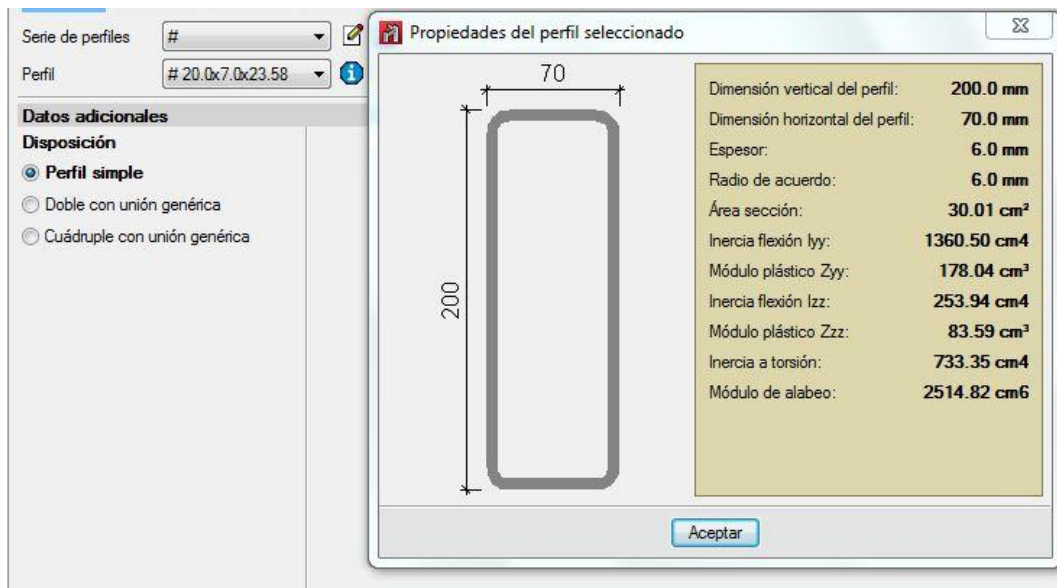 Serie de perfiles
#
Perfil
# 20.0x7.0x23.58
Datos adicionales
Disposición
Perfil simple
Doble con unión genérica
Cuádruple con unión genérica
Propiedades del perfil seleccionado
70
200
Dimensión vertical del perfil: 200.0 mm
Dimensión horizontal del perfil: 70.0 mm
Espesor: 6.0 mm
Radio de acuerdo: 6.0 mm
Área sección: 30.01 cm²
Inercia flexión Iyy: 1360.50 cm4
Módulo plástico Zyy: 178.04 cm³
Inercia flexión Izz: 253.94 cm4
Módulo plástico Zzz: 83.59 cm³
Inercia a torsión: 733.35 cm4
Módulo de alabeo: 2514.82 cm6
Aceptar